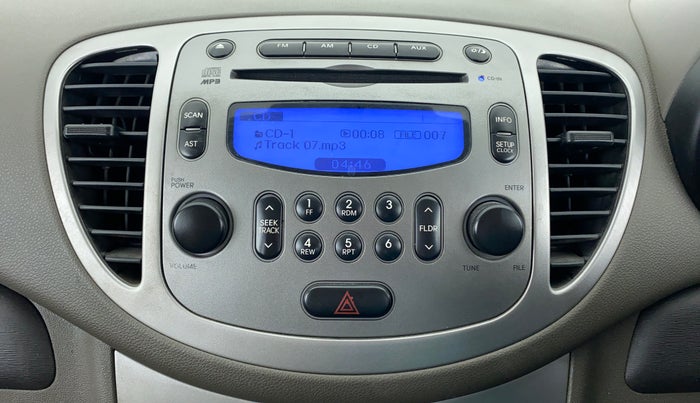 FM AM CD AUX
MP3 CD-IN
SCAN
AST
CD
CD-1 00:08 FILE 007
Track 07.mp3
04:46
INFO
SETUP
CLOCK
PUSH
POWER
VOLUME
SEEK
TRACK
1 FF 2 RDM 3
4 REW 5 RPT 6
FLDR
ENTER
TUNE FILE